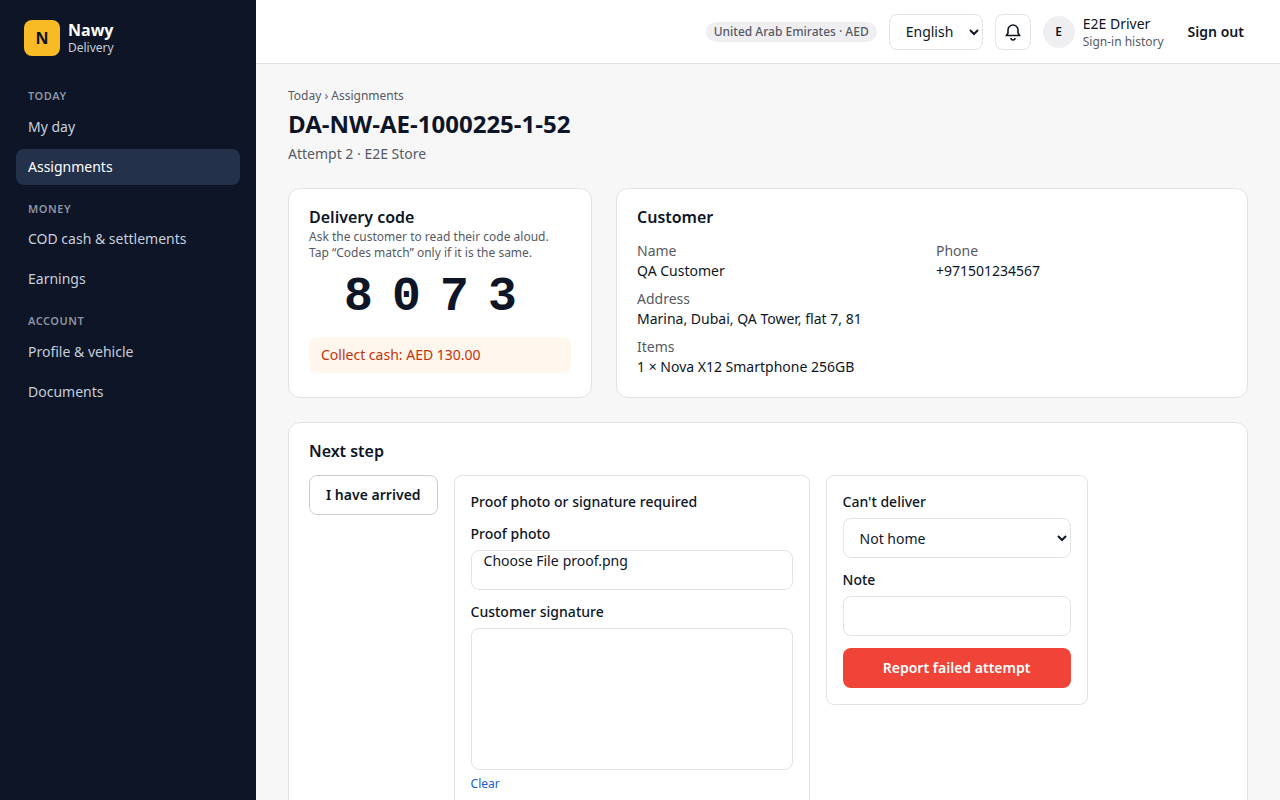 N
Nawy
Delivery
United Arab Emirates · AED
English
E
E2E Driver
Sign-in history
Sign out
TODAY
My day
Assignments
MONEY
COD cash & settlements
Earnings
ACCOUNT
Profile & vehicle
Documents
Today › Assignments
DA-NW-AE-1000225-1-52
Attempt 2 · E2E Store
Delivery code
Ask the customer to read their code aloud.
Tap “Codes match” only if it is the same.
8073
Collect cash: AED 130.00
Customer
Name
QA Customer
Phone
+971501234567
Address
Marina, Dubai, QA Tower, flat 7, 81
Items
1 × Nova X12 Smartphone 256GB
Next step
I have arrived
Proof photo or signature required
Proof photo
Choose File proof.png
Customer signature
Clear
Can't deliver
Not home
Note
Report failed attempt